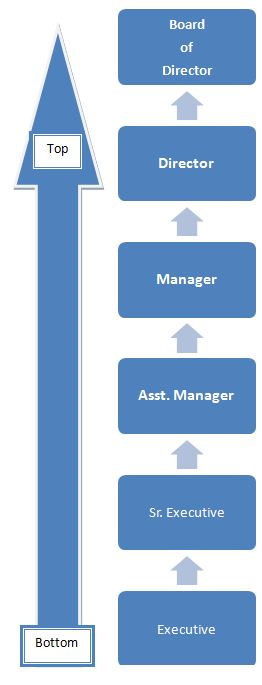 Board
of
Director
Top
Director
Manager
Asst. Manager
Sr. Executive
Executive
Bottom